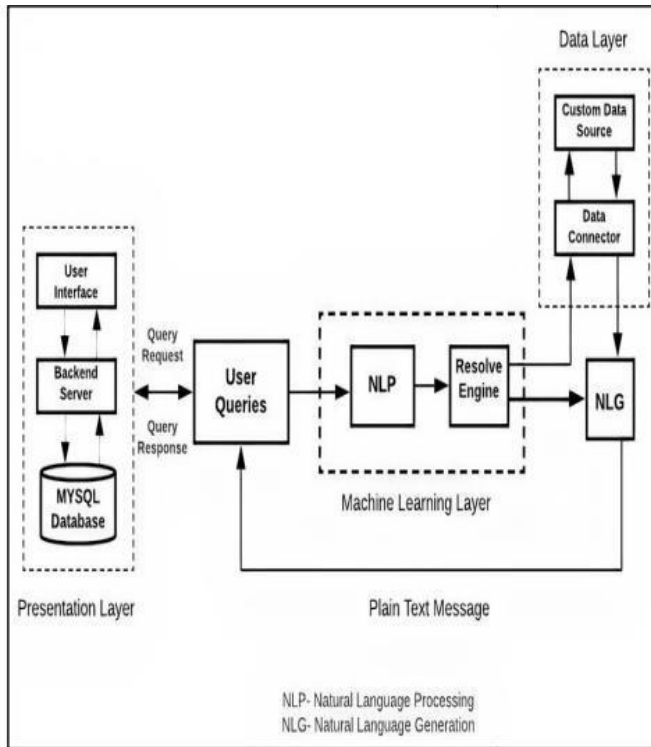 Data Layer
Custom Data
Source
Data
Connector
User
Interface
Backend
Server
MYSQL
Database
Presentation Layer
Query
Request
Query
Response
User
Queries
NLP
Resolve
Engine
Machine Learning Layer
NLG
Plain Text Message
NLP- Natural Language Processing
NLG- Natural Language Generation